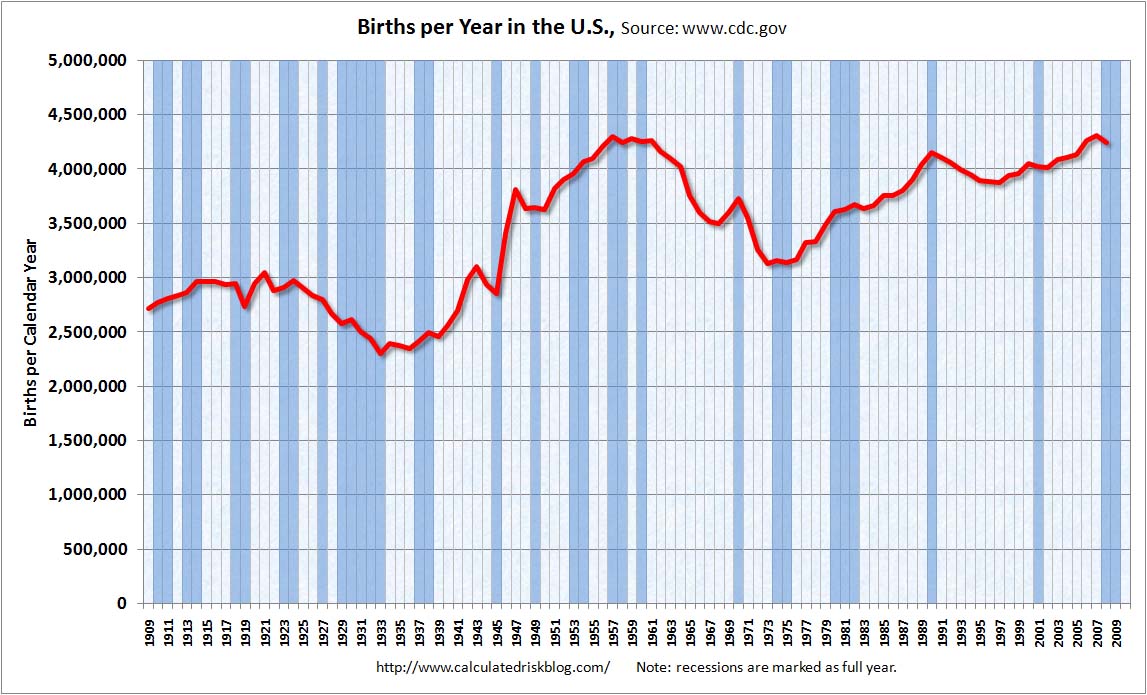 Births per Year in the U.S., Source: www.cdc.gov
Births per Calendar Year
5,000,000
4,500,000
4,000,000
3,500,000
3,000,000
2,500,000
2,000,000
1,500,000
1,000,000
500,000
0
1909 1911 1913 1915 1917 1919 1921 1923 1925 1927 1929 1931 1933 1935 1937 1939 1941 1943 1945 1947 1949 1951 1953 1955 1957 1959 1961 1963 1965 1967 1969 1971 1973 1975 1977 1979 1981 1983 1985 1987 1989 1991 1993 1995 1997 1999 2001 2003 2005 2007 2009
http://www.calculatedriskblog.com/ Note: recessions are marked as full year.